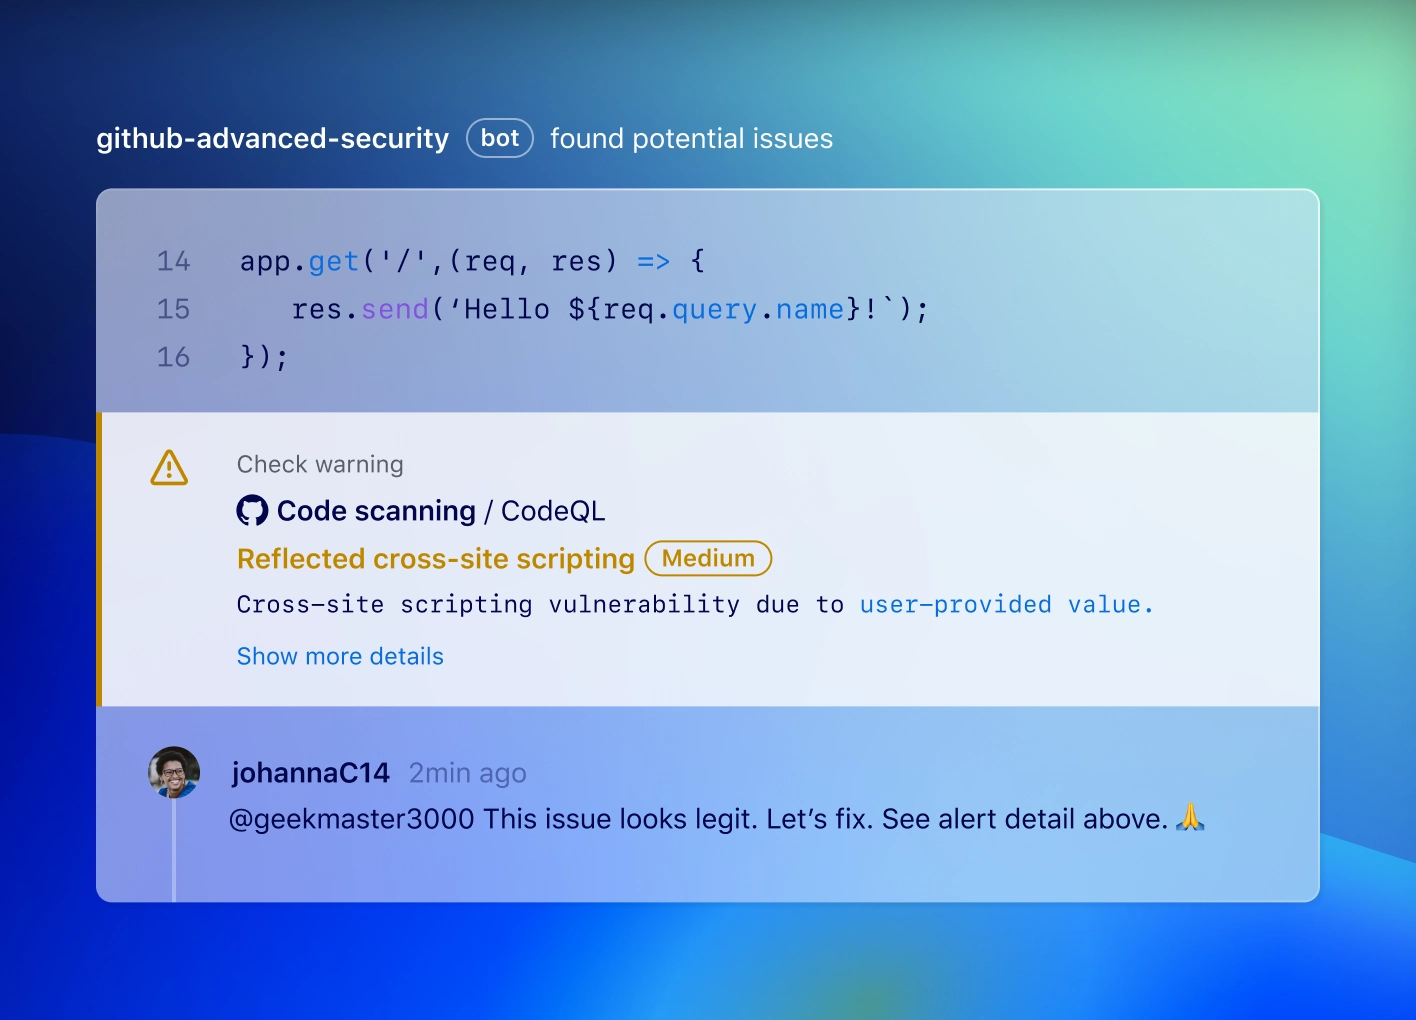 github-advanced-security bot found potential issues
14 app.get('/',(req, res) => {
15 res.send(‘Hello ${req.query.name}!`);
16 });
Check warning
Code scanning / CodeQL
Reflected cross-site scripting Medium
Cross-site scripting vulnerability due to user-provided value.
Show more details
johannaC14 2min ago
@geekmaster3000 This issue looks legit. Let’s fix. See alert detail above. 🙏